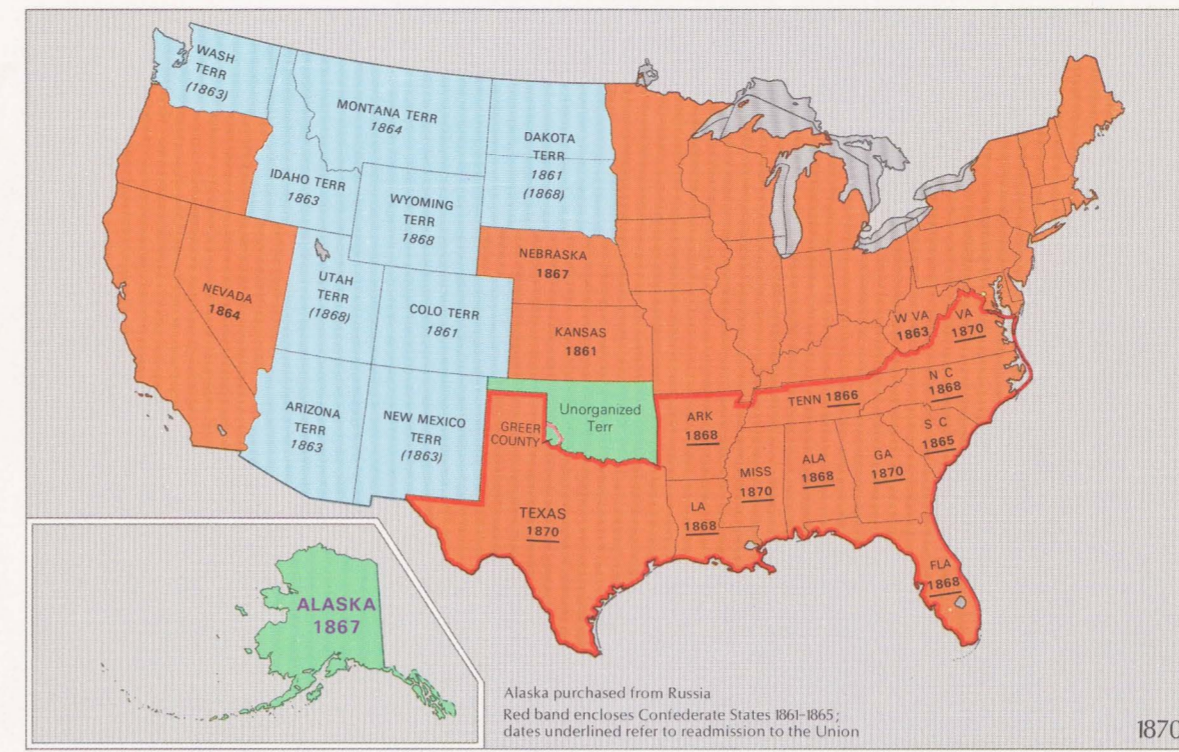 WASH
TERR
(1863)
MONTANA TERR
1864
DAKOTA
TERR
1861
(1868)
IDAHO TERR
1863
WYOMING
TERR
1868
NEBRASKA
1867
NEVADA
1864
UTAH
TERR
(1868)
COLO TERR
1861
KANSAS
1861
W VA
1863
VA
1870
ARIZONA
TERR
1863
NEW MEXICO
TERR
(1863)
GREER
COUNTY
Unorganized
Terr
ARK
1868
TENN 1866
N C
1868
S C
1865
MISS
1870
ALA
1868
GA
1870
TEXAS
1870
LA
1868
FLA
1868
ALASKA
1867
Alaska purchased from Russia
Red band encloses Confederate States 1861–1865;
dates underlined refer to readmission to the Union
1870